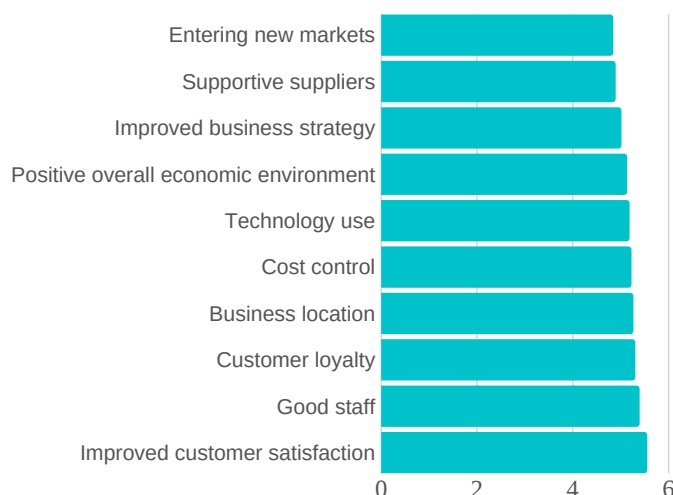 Entering new markets
Supportive suppliers
Improved business strategy
Positive overall economic environment
Technology use
Cost control
Business location
Customer loyalty
Good staff
Improved customer satisfaction
0 2 4 6